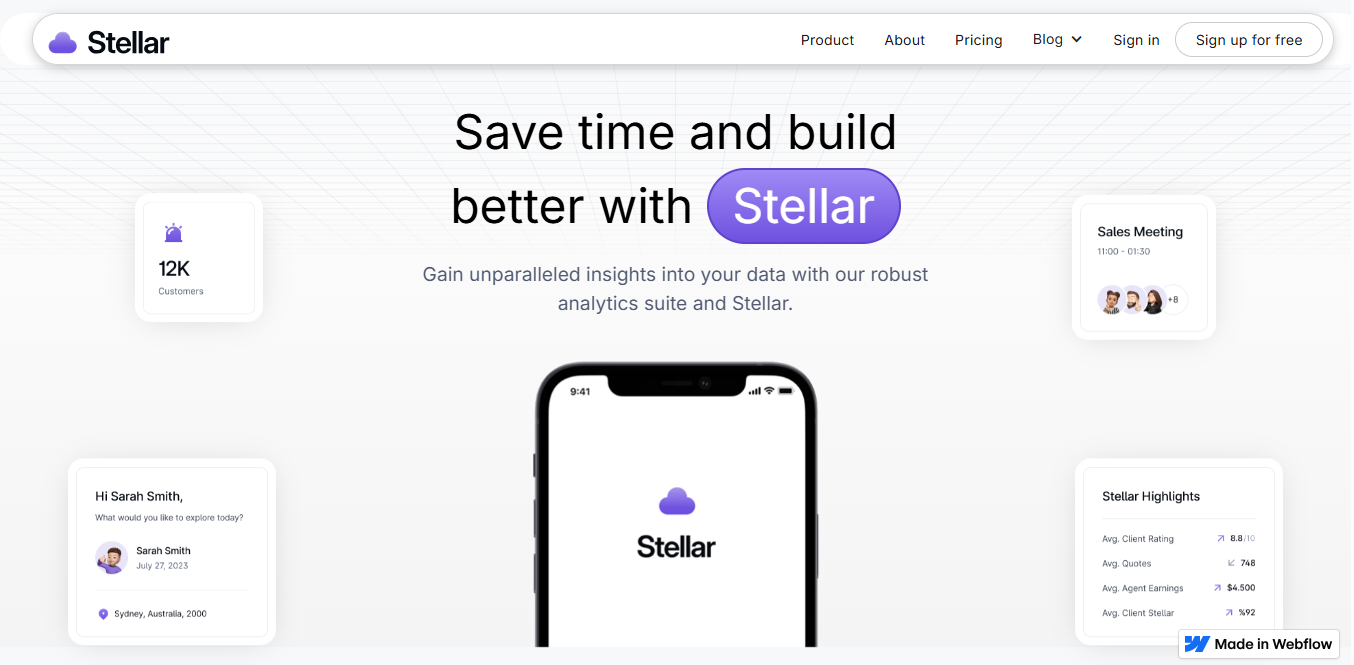 Stellar
Product
About
Pricing
Blog
Sign in
Sign up for free
Save time and build
better with Stellar
Gain unparalleled insights into your data with our robust
analytics suite and Stellar.
12K
Customers
Sales Meeting
11:00 - 01:30
+8
9:41
Stellar
Hi Sarah Smith,
What would you like to explore today?
Sarah Smith
July 27, 2023
Sydney, Australia, 2000
Stellar Highlights
Avg. Client Rating 8.8/10
Avg. Quotes 748
Avg. Agent Earnings $4.500
Avg. Client Stellar %92
Made in Webflow